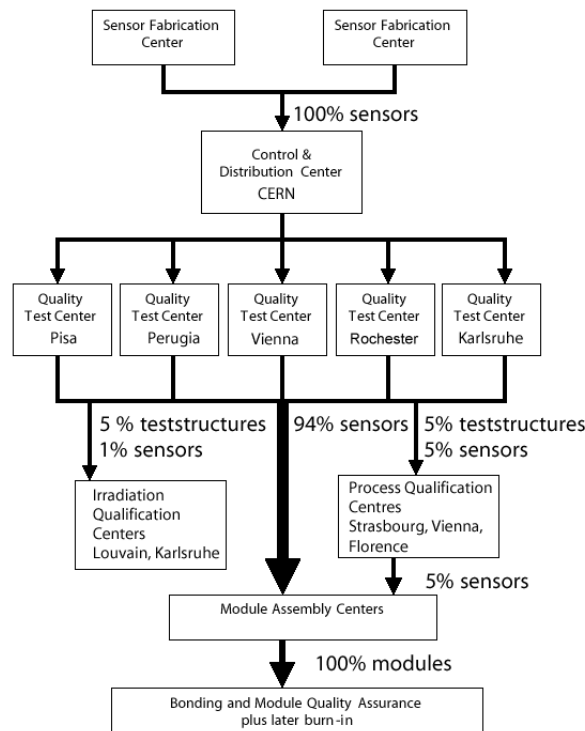 Sensor Fabrication
Center
Sensor Fabrication
Center
100% sensors
Control &
Distribution Center
CERN
Quality
Test Center
Pisa
Quality
Test Center
Perugia
Quality
Test Center
Vienna
Quality
Test Center
Rochester
Quality
Test Center
Karlsruhe
5 % teststructures
1% sensors
94% sensors
5% teststructures
5% sensors
Irradiation
Qualification
Centers
Louvain, Karlsruhe
Process Qualification
Centres
Strasbourg, Vienna,
Florence
5% sensors
Module Assembly Centers
100% modules
Bonding and Module Quality Assurance
plus later burn-in